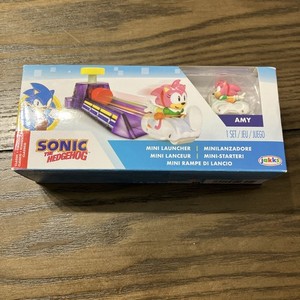 AMY
1 SET / JEU / JUEGO
SONIC
THE
HEDGEHOG
MINI LAUNCHER
MINILANZADORE
MINI LANCEUR
MINI-STARTERI
MINI RAMPE DI LANCIO
jakks